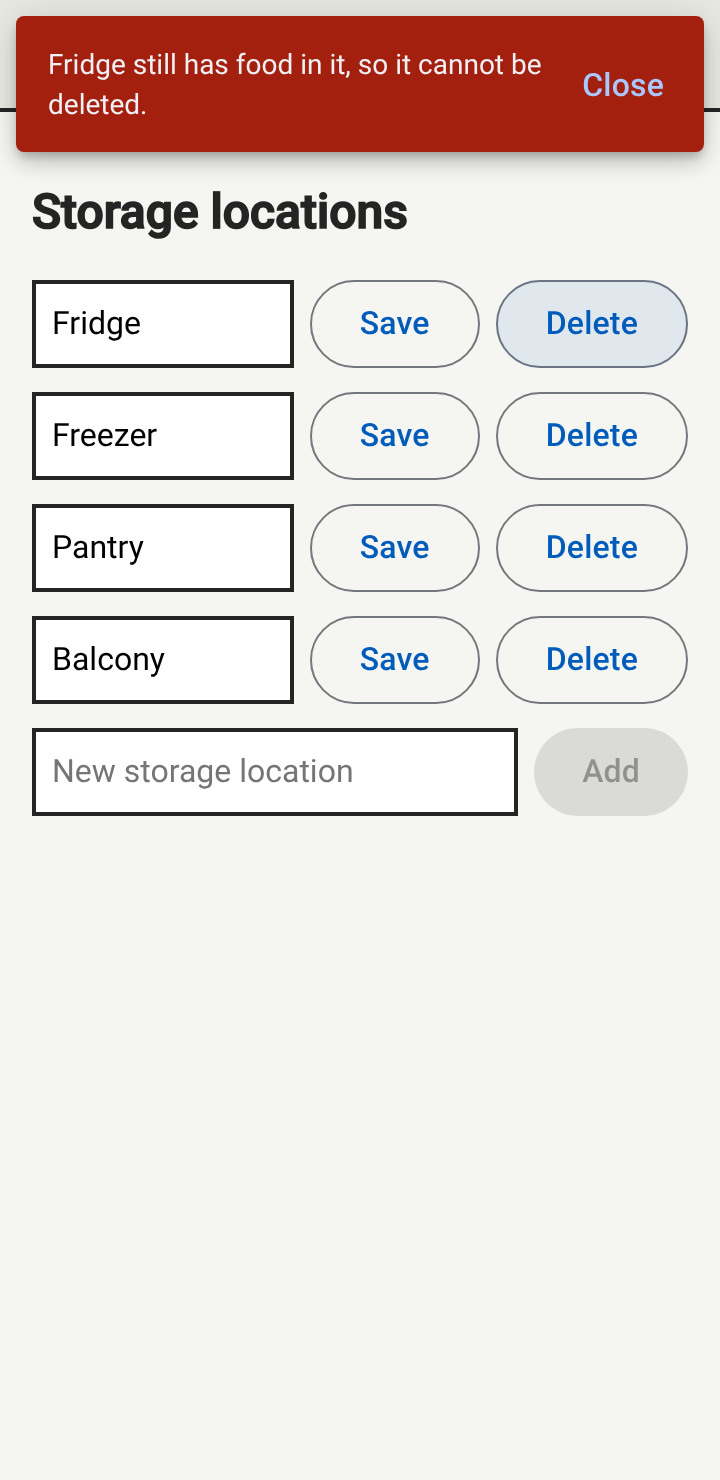 Fridge still has food in it, so it cannot be
deleted.
Close
Storage locations
Fridge Save Delete
Freezer Save Delete
Pantry Save Delete
Balcony Save Delete
New storage location Add